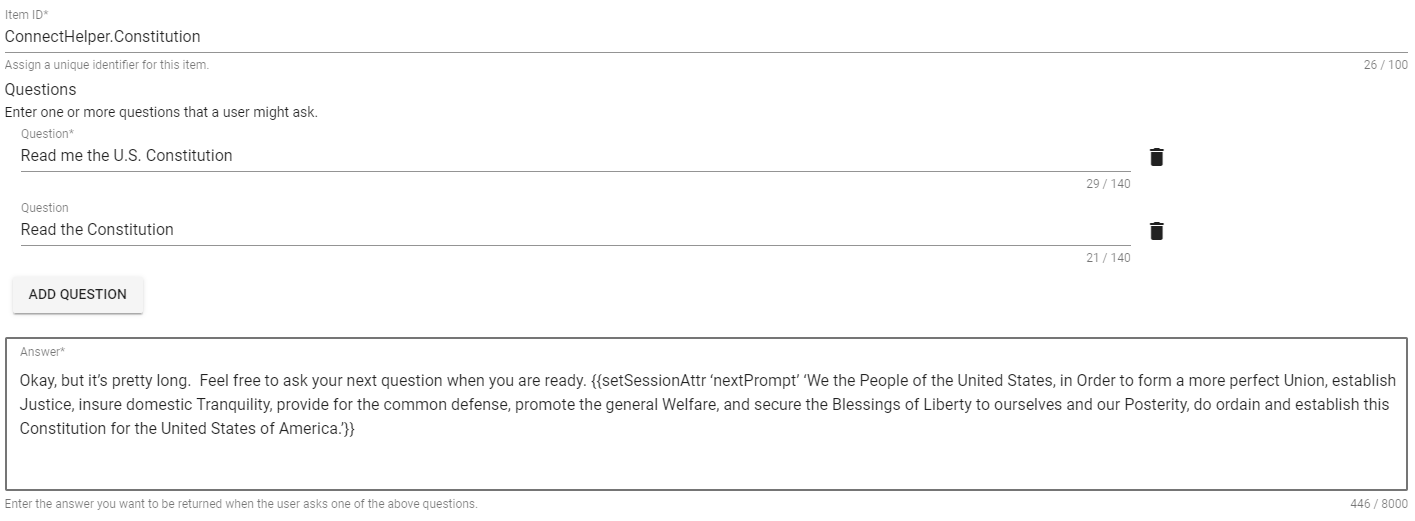 Item ID*
ConnectHelper.Constitution
Assign a unique identifier for this item.
26 / 100
Questions
Enter one or more questions that a user might ask.
Question*
Read me the U.S. Constitution
29 / 140
Question
Read the Constitution
21 / 140
ADD QUESTION
Answer*
Okay, but it’s pretty long.  Feel free to ask your next question when you are ready. {{setSessionAttr ‘nextPrompt’ ‘We the People of the United States, in Order to form a more perfect Union, establish
Justice, insure domestic Tranquility, provide for the common defense, promote the general Welfare, and secure the Blessings of Liberty to ourselves and our Posterity, do ordain and establish this
Constitution for the United States of America.’}}
Enter the answer you want to be returned when the user asks one of the above questions.
446 / 8000